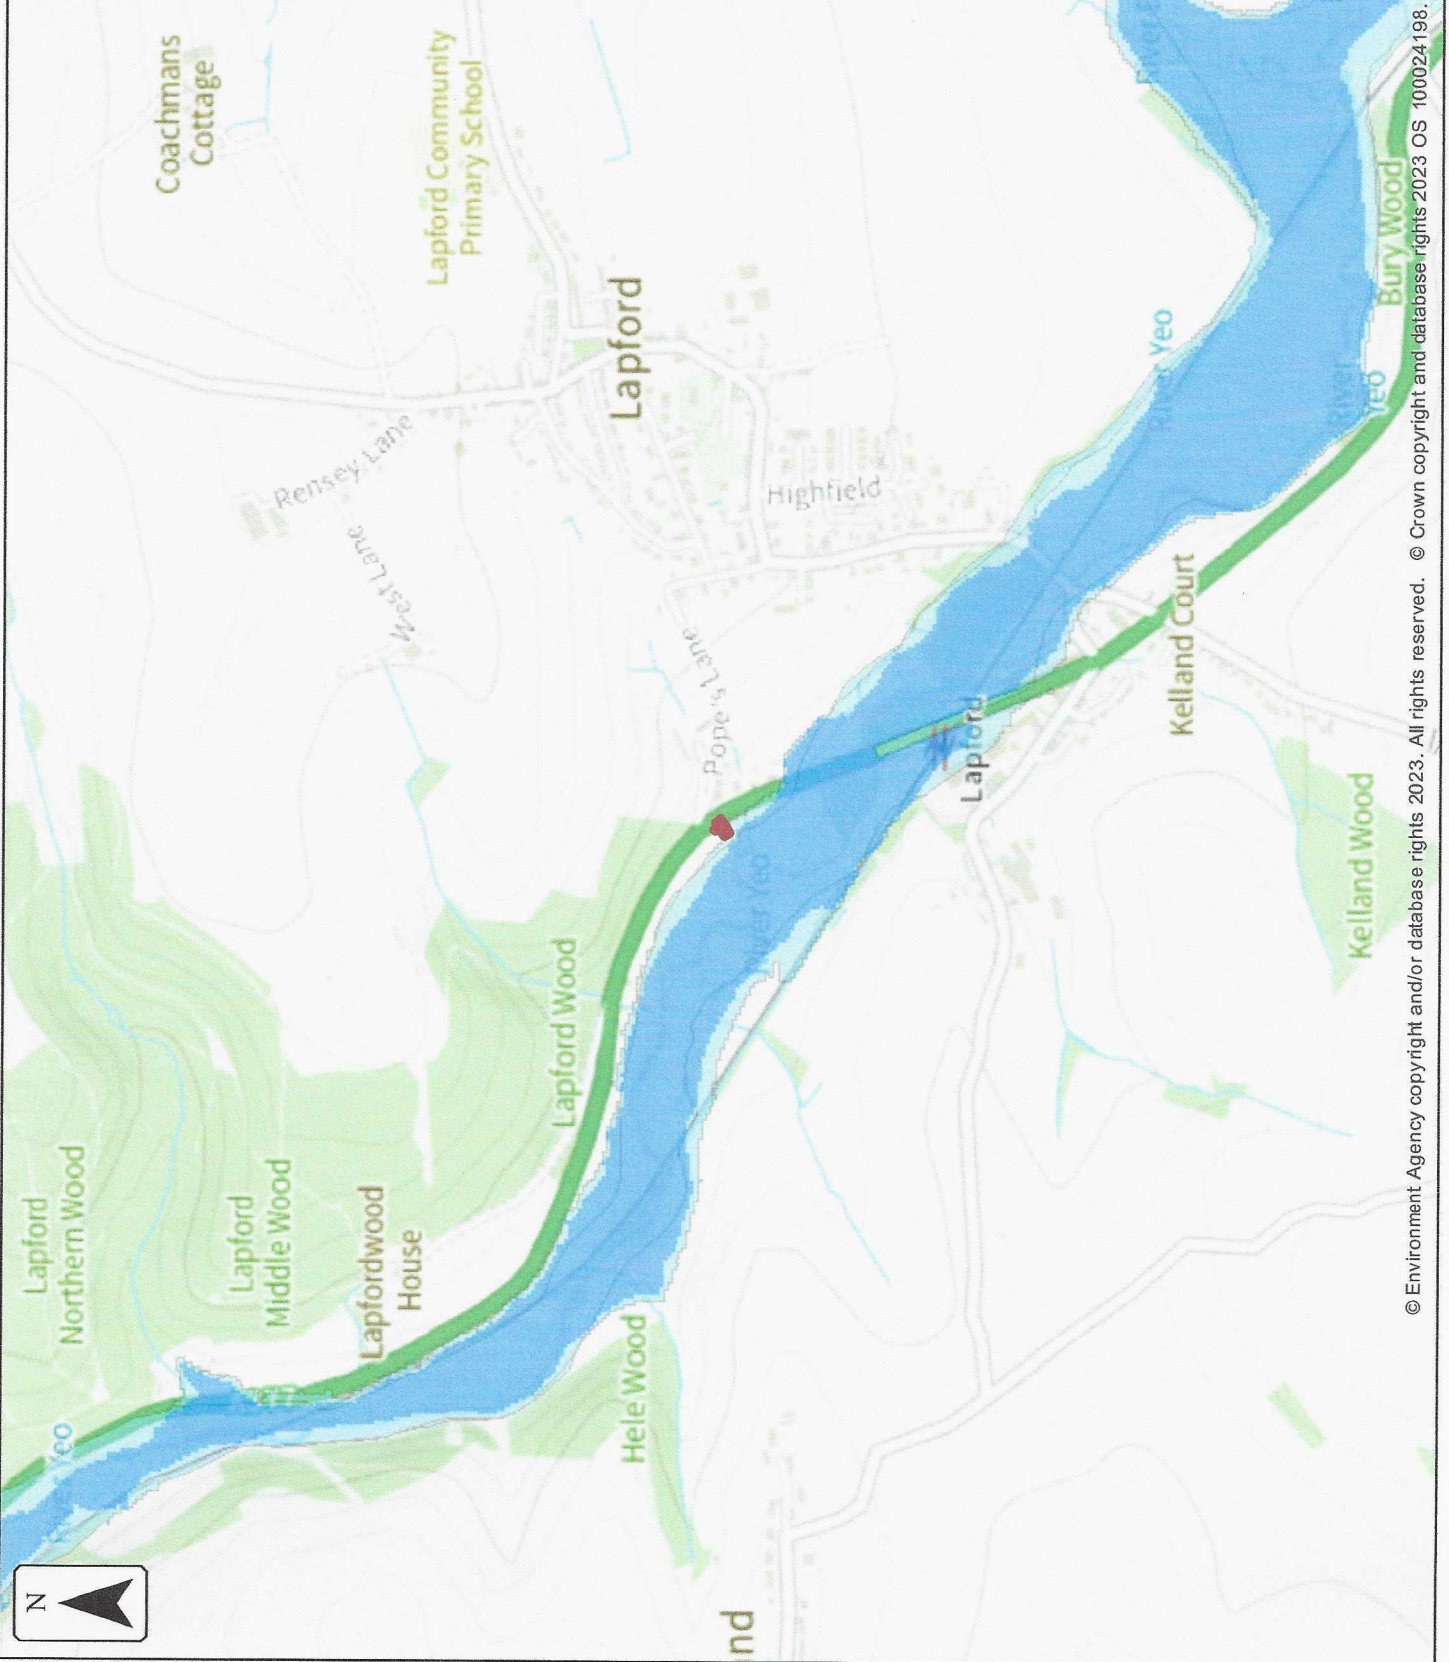 N
Lapford
Northern Wood
Lapford
Middle Wood
Lapfordwood
House
Coachmans
Cottage
Lapford Community
Primary School
Rensey Lane
West Lane
Lapford Wood
Lapford
Hele Wood
Pope's Lane
Highfield
River Yeo
nd
Lapford
River Yeo
Kelland Court
Kelland Wood
River
Yeo
Bury Wood
© Environment Agency copyright and/or database rights 2023. All rights reserved. © Crown copyright and database rights 2023 OS 100024198.